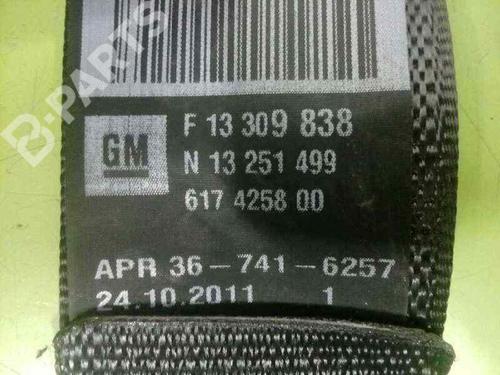 B-PARTS
GM
F 13 309 838
N 13 251 499
617 4258 00
APR 36-741-6257
24.10.2011 1